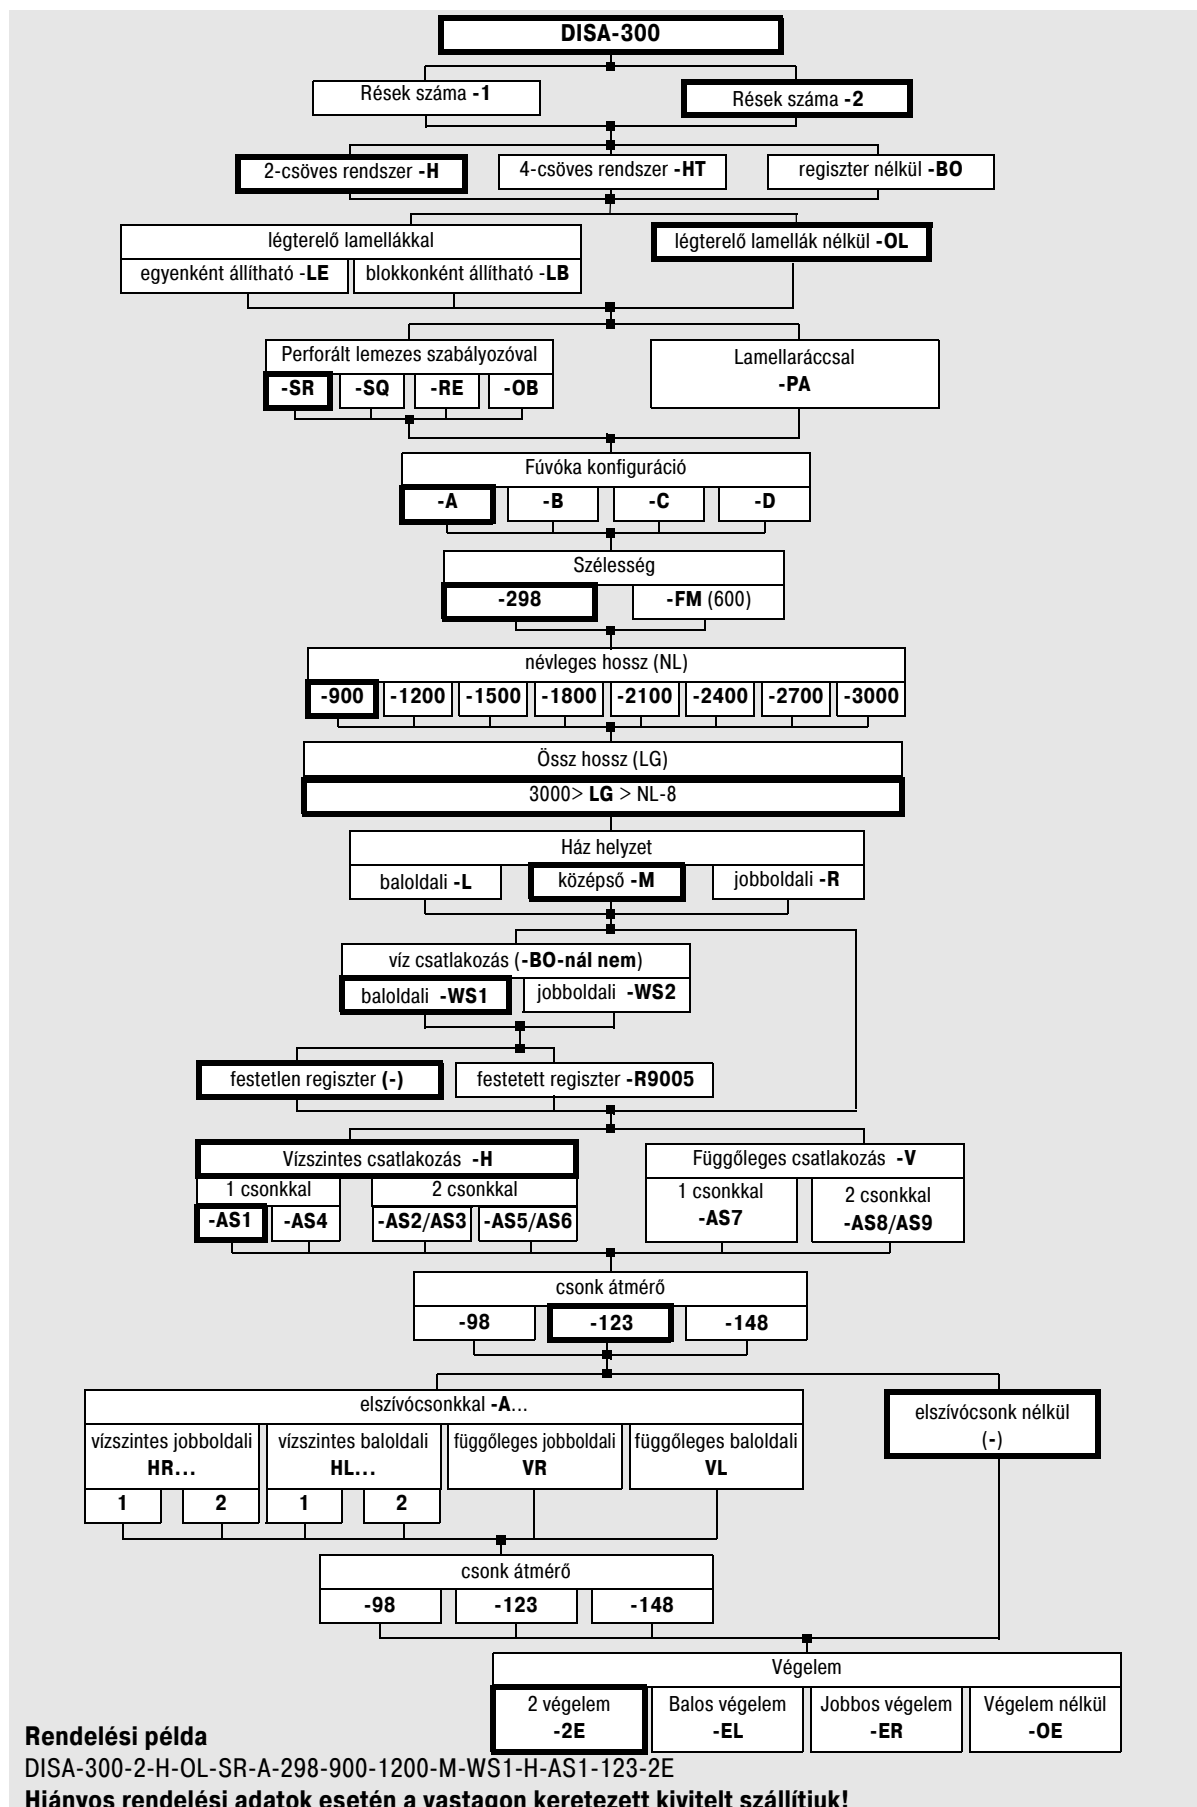 DISA-300
Rések száma -1
Rések száma -2
2-csöves rendszer -H
4-csöves rendszer -HT
regiszter nélkül -BO
légterelő lamellákkal
légterelő lamellák nélkül -OL
egyenként állítható -LE
blokkonként állítható -LB
Perforált lemezes szabályozóval
Lamellaráccsal
-PA
-SR
-SQ
-RE
-OB
Fúvóka konfiguráció
-A
-B
-C
-D
Szélesség
-298
-FM (600)
névleges hossz (NL)
-900
-1200
-1500
-1800
-2100
-2400
-2700
-3000
Össz hossz (LG)
3000> LG > NL-8
Ház helyzet
baloldali -L
középső -M
jobboldali -R
víz csatlakozás (-BO-nál nem)
baloldali -WS1
jobboldali -WS2
festetlen regiszter (-)
festetett regiszter -R9005
Vízszintes csatlakozás -H
Függőleges csatlakozás -V
1 csonkkal
2 csonkkal
1 csonkkal
-AS7
2 csonkkal
-AS8/AS9
-AS1
-AS4
-AS2/AS3
-AS5/AS6
csonk átmérő
-98
-123
-148
elszívócsonkkal -A...
elszívócsonk nélkül
(-)
vízszintes jobboldali
HR...
vízszintes baloldali
HL...
függőleges jobboldali
VR
függőleges baloldali
VL
1
2
1
2
csonk átmérő
-98
-123
-148
Végelem
2 végelem
-2E
Balos végelem
-EL
Jobbos végelem
-ER
Végelem nélkül
-OE
Rendelési példa
DISA-300-2-H-OL-SR-A-298-900-1200-M-WS1-H-AS1-123-2E
Hiányos rendelési adatok esetén a vastagon keretezett kivitelt szállítjuk!